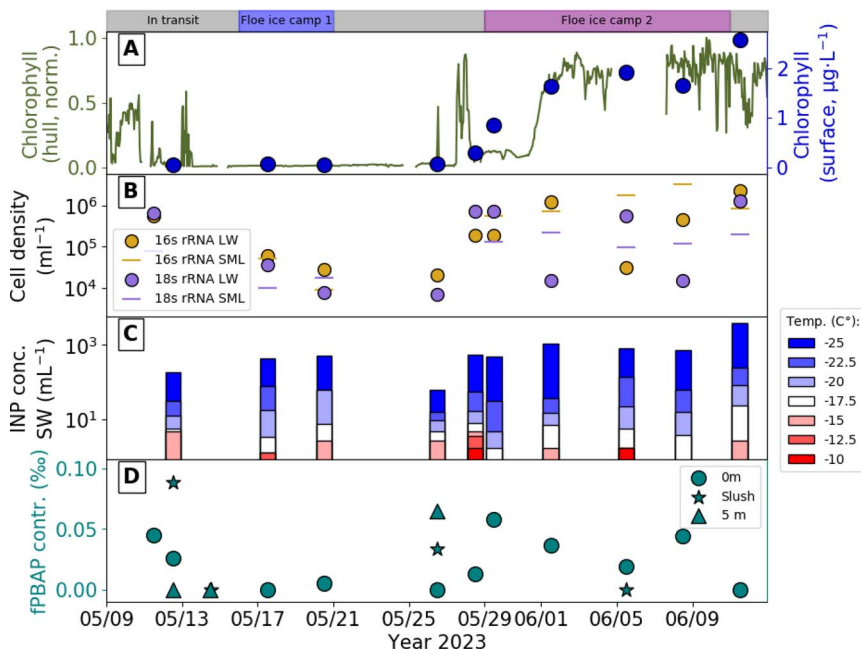 In transit
Floe ice camp 1
Floe ice camp 2
A
Chlorophyll
(hull, norm.)
1.0
0.5
0.0
2
1
0
Chlorophyll
(surface, μg·L⁻¹)
B
Cell density
(ml⁻¹)
10⁶
10⁵
10⁴
16s rRNA LW
16s rRNA SML
18s rRNA LW
18s rRNA SML
C
INP conc.
SW (mL⁻¹)
10³
10¹
Temp. (C°):
-25
-22.5
-20
-17.5
-15
-12.5
-10
D
fPBAP contr. (‰)
0.10
0.05
0.00
0m
Slush
5 m
05/09 05/13 05/17 05/21 05/25 05/29 06/01 06/05 06/09
Year 2023